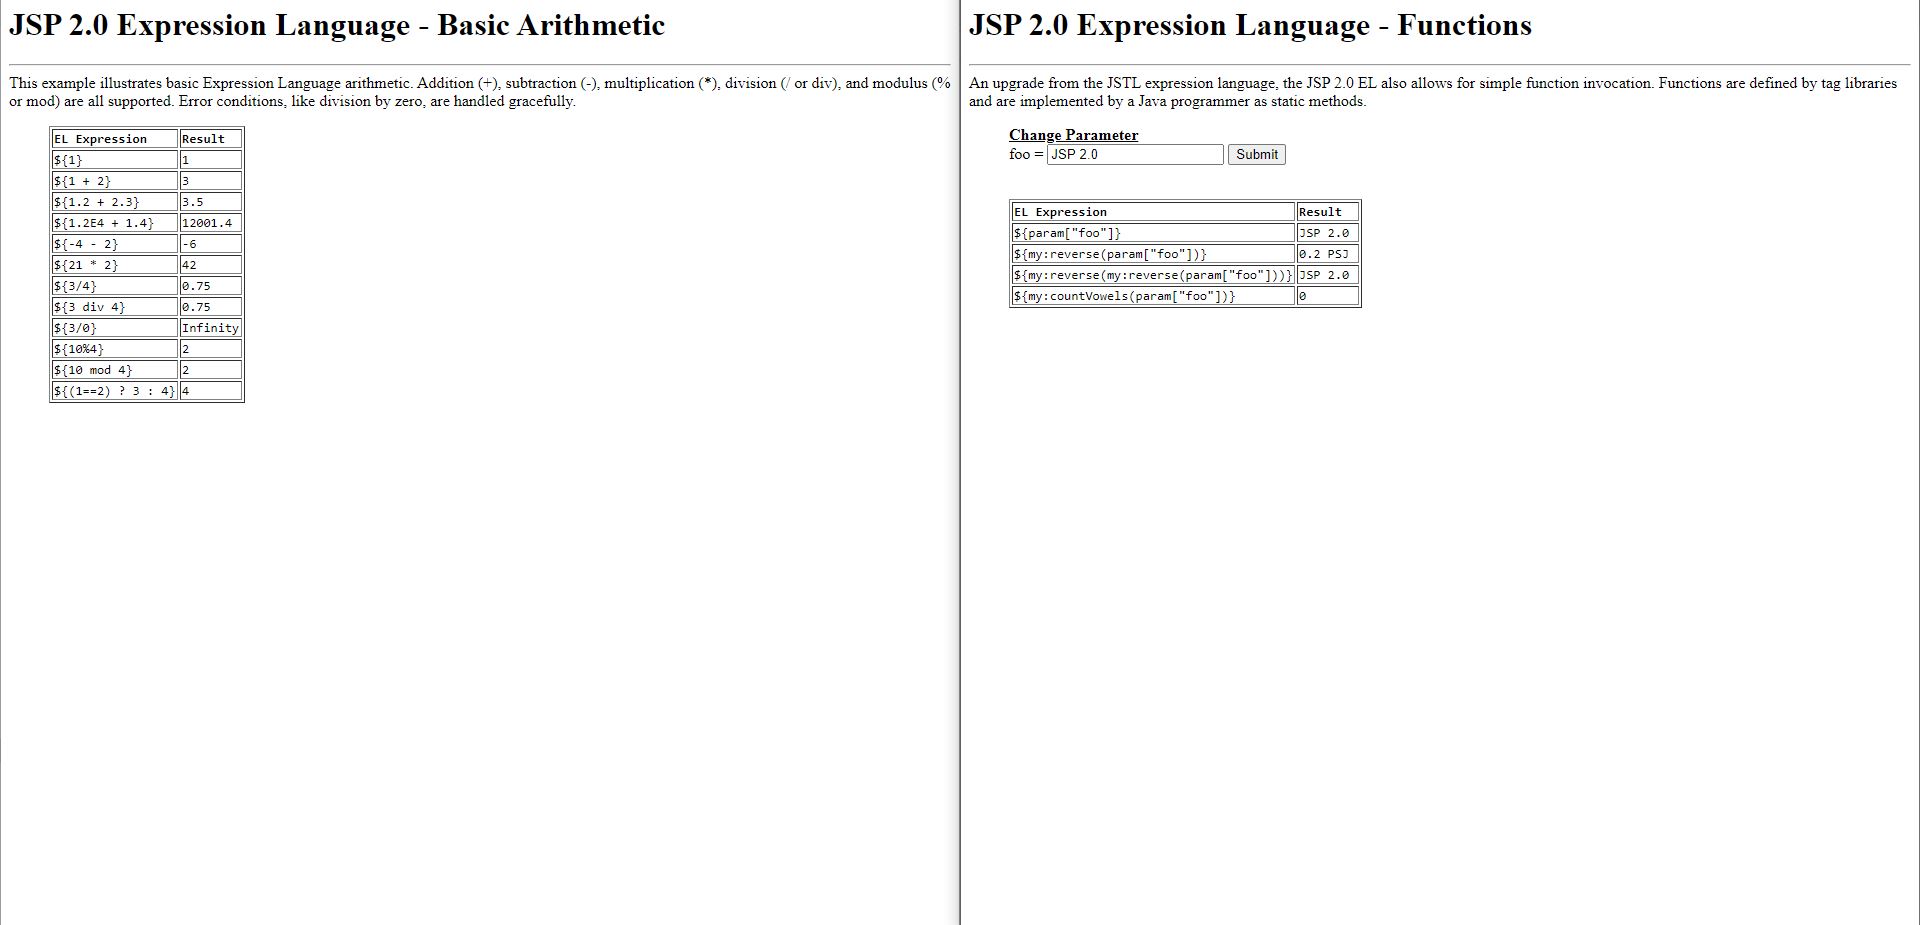 JSP 2.0 Expression Language - Basic Arithmetic
This example illustrates basic Expression Language arithmetic. Addition (+), subtraction (-), multiplication (*), division (/ or div), and modulus (%
or mod) are all supported. Error conditions, like division by zero, are handled gracefully.
EL Expression Result
${1} 1
${1 + 2} 3
${1.2 + 2.3} 3.5
${1.2E4 + 1.4} 12001.4
${-4 - 2} -6
${21 * 2} 42
${3/4} 0.75
${3 div 4} 0.75
${3/0} Infinity
${10%4} 2
${10 mod 4} 2
${(1==2) ? 3 : 4} 4
JSP 2.0 Expression Language - Functions
An upgrade from the JSTL expression language, the JSP 2.0 EL also allows for simple function invocation. Functions are defined by tag libraries
and are implemented by a Java programmer as static methods.
Change Parameter
foo = JSP 2.0 Submit
EL Expression Result
${param["foo"]} JSP 2.0
${my:reverse(param["foo"])} 0.2 PSJ
${my:reverse(my:reverse(param["foo"]))} JSP 2.0
${my:countVowels(param["foo"])} 0